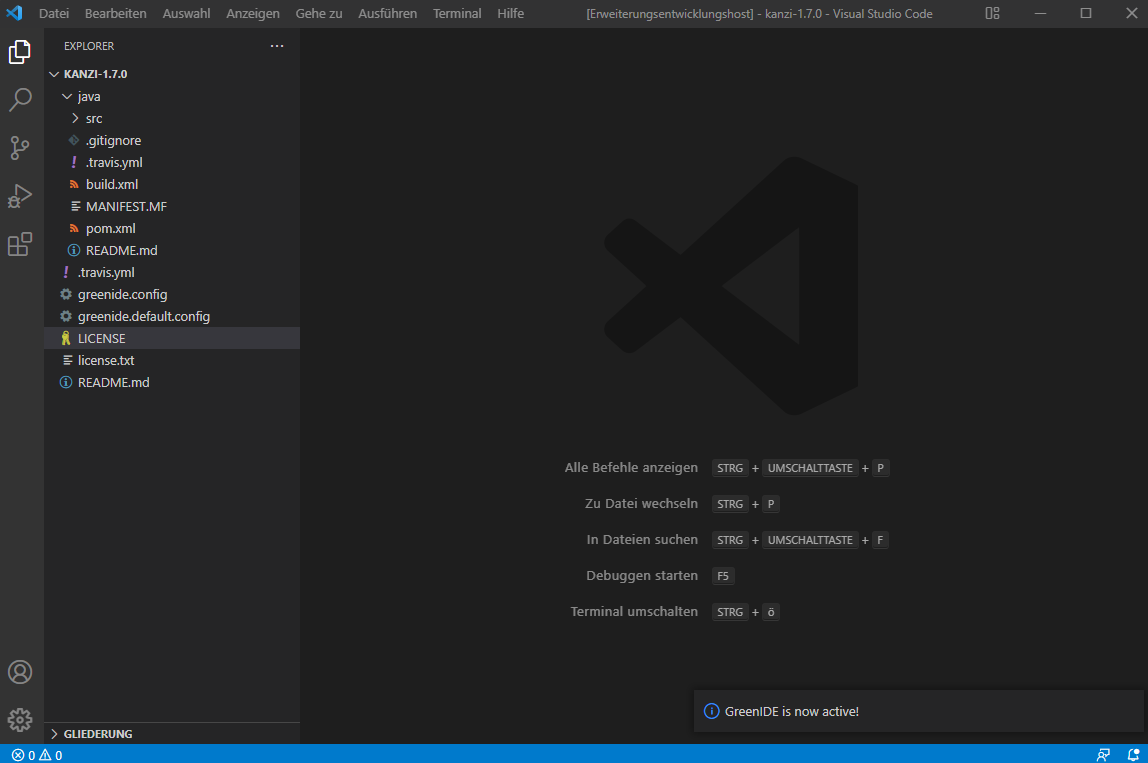 Datei Bearbeiten Auswahl Anzeigen Gehe zu Ausführen Terminal Hilfe [Erweiterungsentwicklungshost] - kanzi-1.7.0 - Visual Studio Code
EXPLORER
KANZI-1.7.0
java
src
.gitignore
.travis.yml
build.xml
MANIFEST.MF
pom.xml
README.md
.travis.yml
greenide.config
greenide.default.config
LICENSE
license.txt
README.md
Alle Befehle anzeigen STRG + UMSCHALTTASTE + P
Zu Datei wechseln STRG + P
In Dateien suchen STRG + UMSCHALTTASTE + F
Debuggen starten F5
Terminal umschalten STRG + ö
GreenIDE is now active!
GLIEDERUNG
0 0